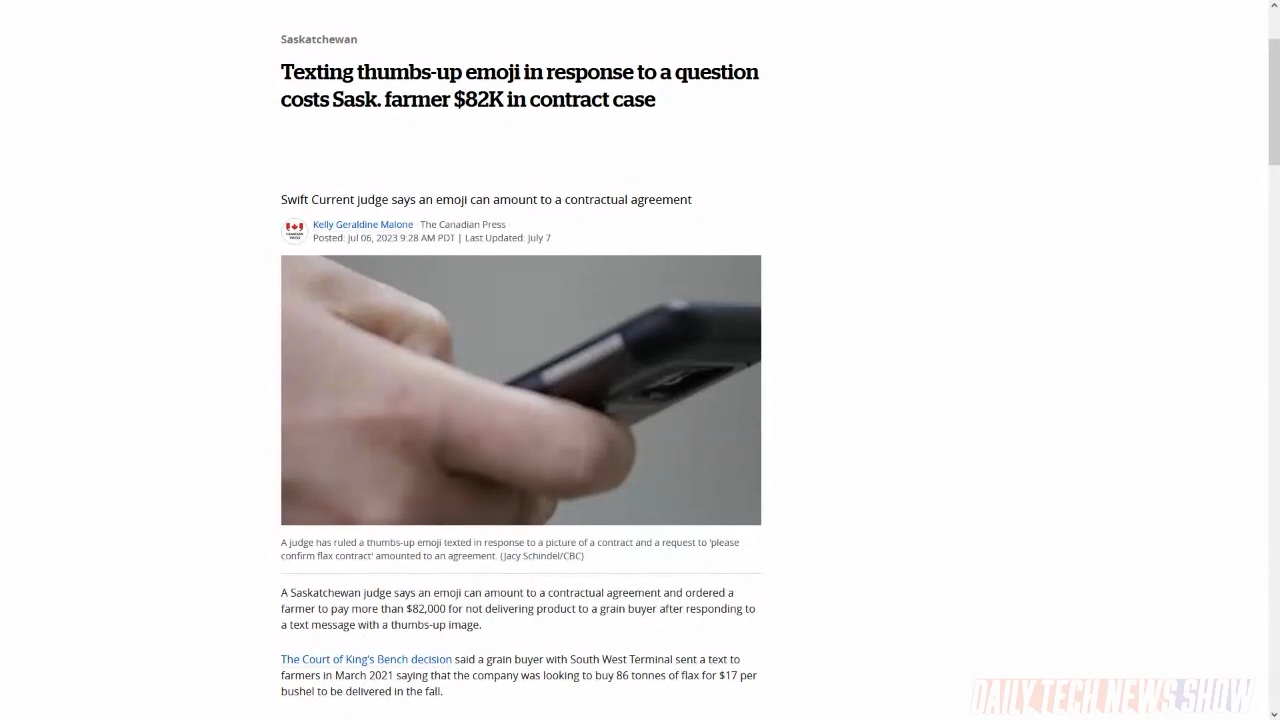 Saskatchewan
Texting thumbs-up emoji in response to a question
costs Sask. farmer $82K in contract case
Swift Current judge says an emoji can amount to a contractual agreement
Kelly Geraldine Malone · The Canadian Press
Posted: Jul 06, 2023 9:28 AM PDT | Last Updated: July 7
A judge has ruled a thumbs-up emoji texted in response to a picture of a contract and a request to 'please
confirm flax contract' amounted to an agreement. (Jacy Schindel/CBC)
A Saskatchewan judge says an emoji can amount to a contractual agreement and ordered a
farmer to pay more than $82,000 for not delivering product to a grain buyer after responding to
a text message with a thumbs-up image.
The Court of King's Bench decision said a grain buyer with South West Terminal sent a text to
farmers in March 2021 saying that the company was looking to buy 86 tonnes of flax for $17 per
bushel to be delivered in the fall.
DAILY TECH NEWS SHOW